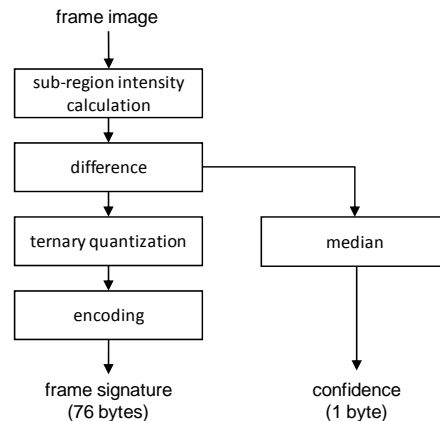 frame image
sub-region intensity
calculation
difference
ternary quantization
median
encoding
frame signature
(76 bytes)
confidence
(1 byte)